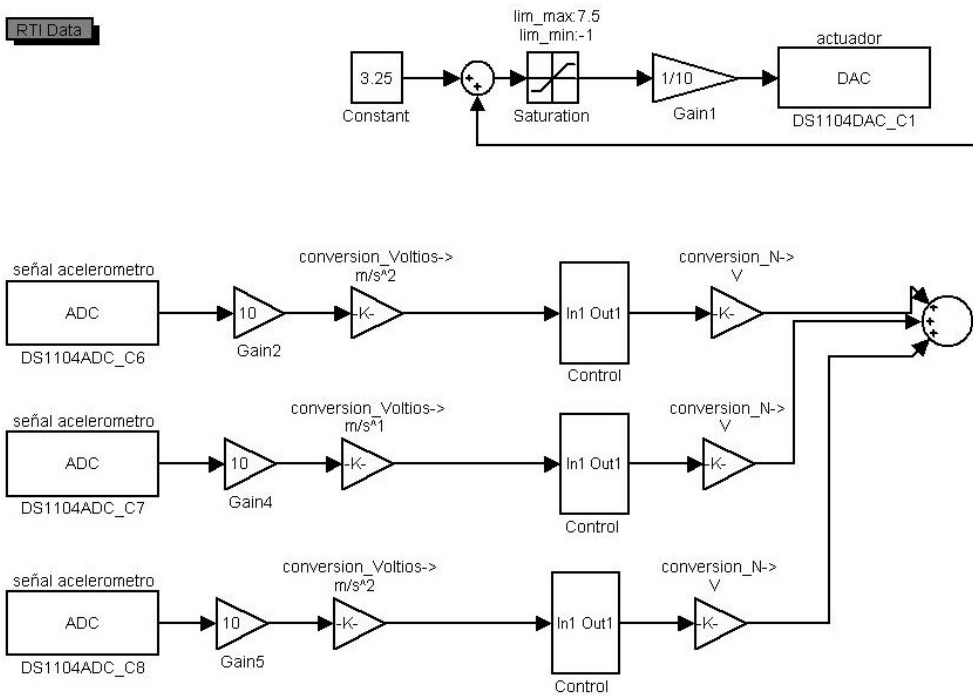 RTI Data
lim_max:7.5
lim_min:-1
actuador
3.25
1/10
DAC
Constant
Saturation
Gain1
DS1104DAC_C1
señal acelerometro
conversion_Voltios->
m/s^2
conversion_N->
V
ADC
10
-K-
In1 Out1
-K-
DS1104ADC_C6
Gain2
Control
señal acelerometro
conversion_Voltios->
m/s^1
conversion_N->
V
ADC
10
-K-
In1 Out1
-K-
DS1104ADC_C7
Gain4
Control
señal acelerometro
conversion_Voltios->
m/s^2
conversion_N->
V
ADC
10
-K-
In1 Out1
-K-
DS1104ADC_C8
Gain5
Control